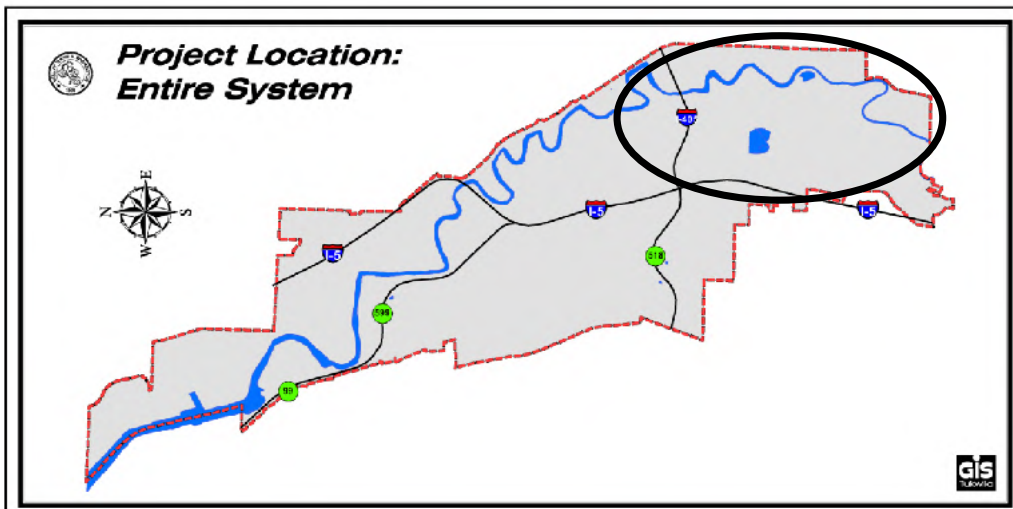 Project Location:
Entire System
I-405
E
N
S
W
I-5
I-5
I-5
518
599
99
GIS
Tukwila